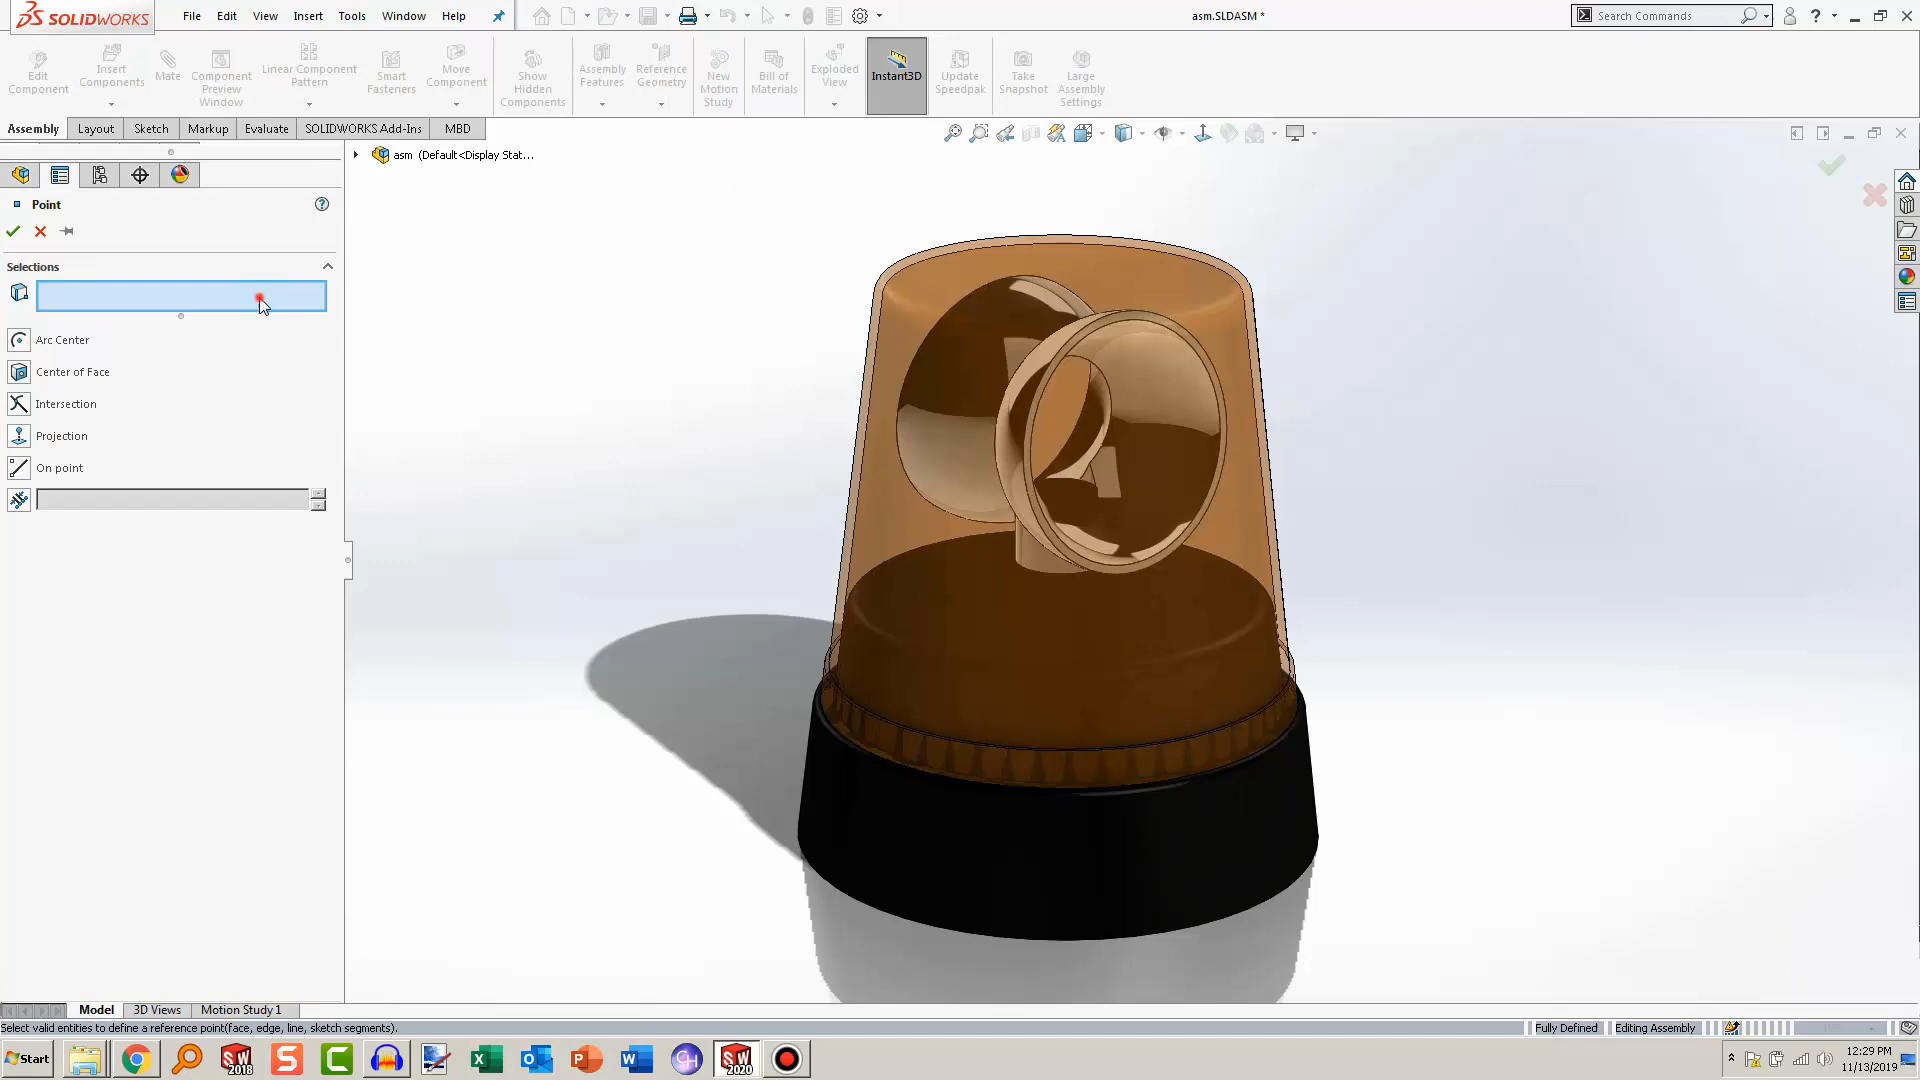 SOLIDWORKS File Edit View Insert Tools Window Help asm.SLDASM * Search Commands ?
Edit Component
Insert Components
Mate
Component Preview Window
Linear Component Pattern
Smart Fasteners
Move Component
Show Hidden Components
Assembly Features
Reference Geometry
New Motion Study
Bill of Materials
Exploded View
Instant3D
Update Speedpak
Take Snapshot
Large Assembly Settings
Assembly Layout Sketch Markup Evaluate SOLIDWORKS Add-Ins MBD
asm (Default<Display Stat...
Point
Selections
Arc Center
Center of Face
Intersection
Projection
On point
Model 3D Views Motion Study 1
Select valid entities to define a reference point(face, edge, line, sketch segments). Fully Defined Editing Assembly
Start SW 2018 S C X O P W CH SW 2020 12:29 PM
11/13/2019